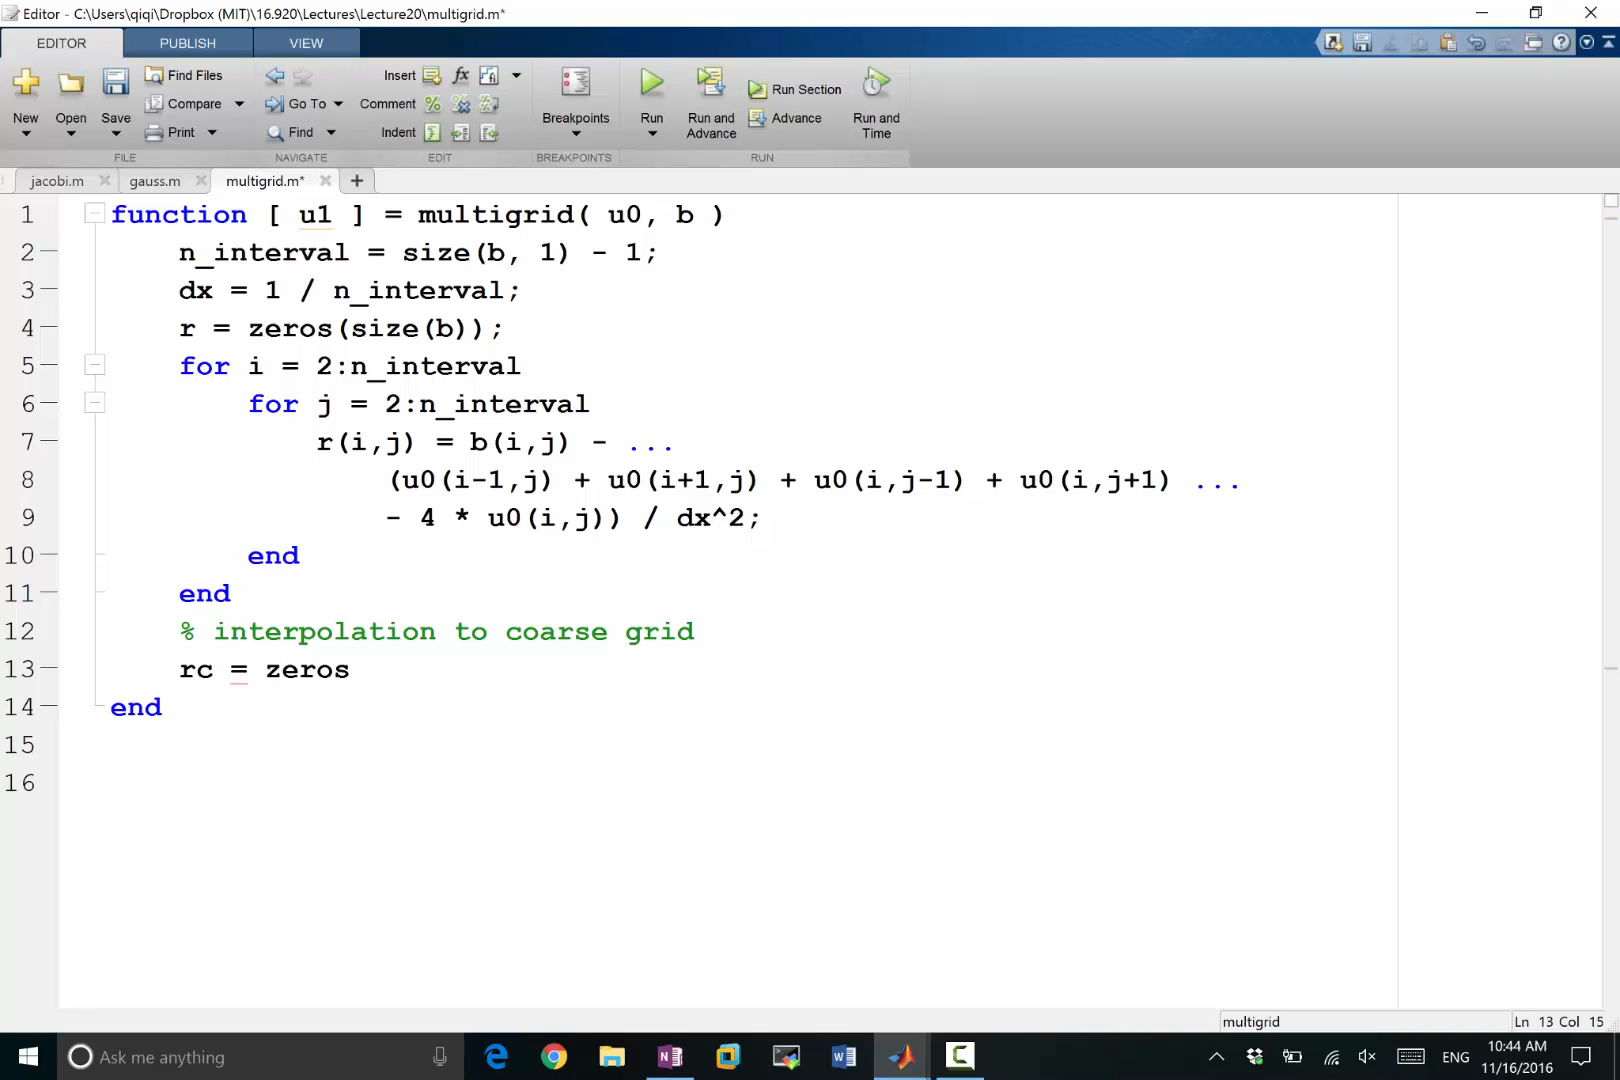 Editor - C:\Users\qiqi\Dropbox (MIT)\16.920\Lectures\Lecture20\multigrid.m*
EDITOR PUBLISH VIEW
New
Open
Save
Find Files
Compare
Print
FILE
Go To
Find
NAVIGATE
Insert
Comment
Indent
EDIT
Breakpoints
BREAKPOINTS
Run
Run and Advance
Run Section
Advance
Run and Time
RUN
jacobi.m gauss.m multigrid.m* +
1 function [ u1 ] = multigrid( u0, b )
2 n_interval = size(b, 1) - 1;
3 dx = 1 / n_interval;
4 r = zeros(size(b));
5 for i = 2:n_interval
6 for j = 2:n_interval
7 r(i,j) = b(i,j) - ...
8 (u0(i-1,j) + u0(i+1,j) + u0(i,j-1) + u0(i,j+1) ...
9 - 4 * u0(i,j)) / dx^2;
10 end
11 end
12 % interpolation to coarse grid
13 rc = zeros
14 end
15
16
multigrid Ln 13 Col 15
Ask me anything
ENG
10:44 AM
11/16/2016